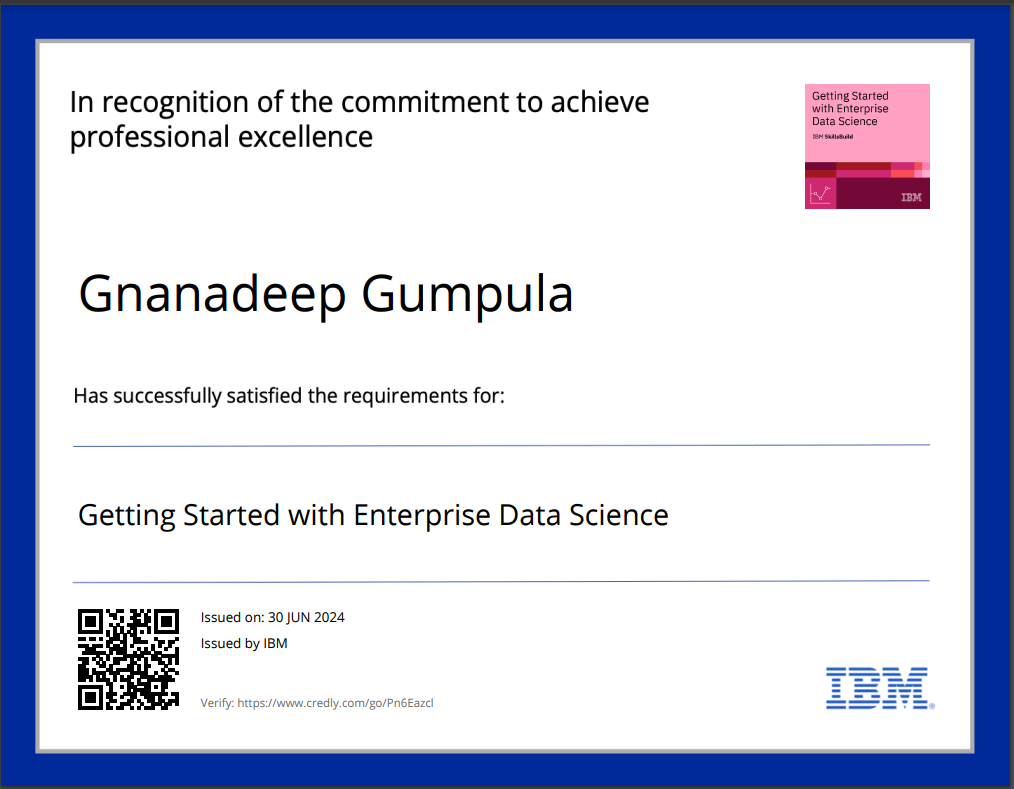 In recognition of the commitment to achieve
professional excellence
Getting Started
with Enterprise
Data Science
IBM SkillsBuild
IBM
Gnanadeep Gumpula
Has successfully satisfied the requirements for:
Getting Started with Enterprise Data Science
Issued on: 30 JUN 2024
Issued by IBM
Verify: https://www.credly.com/go/Pn6Eazcl
IBM®